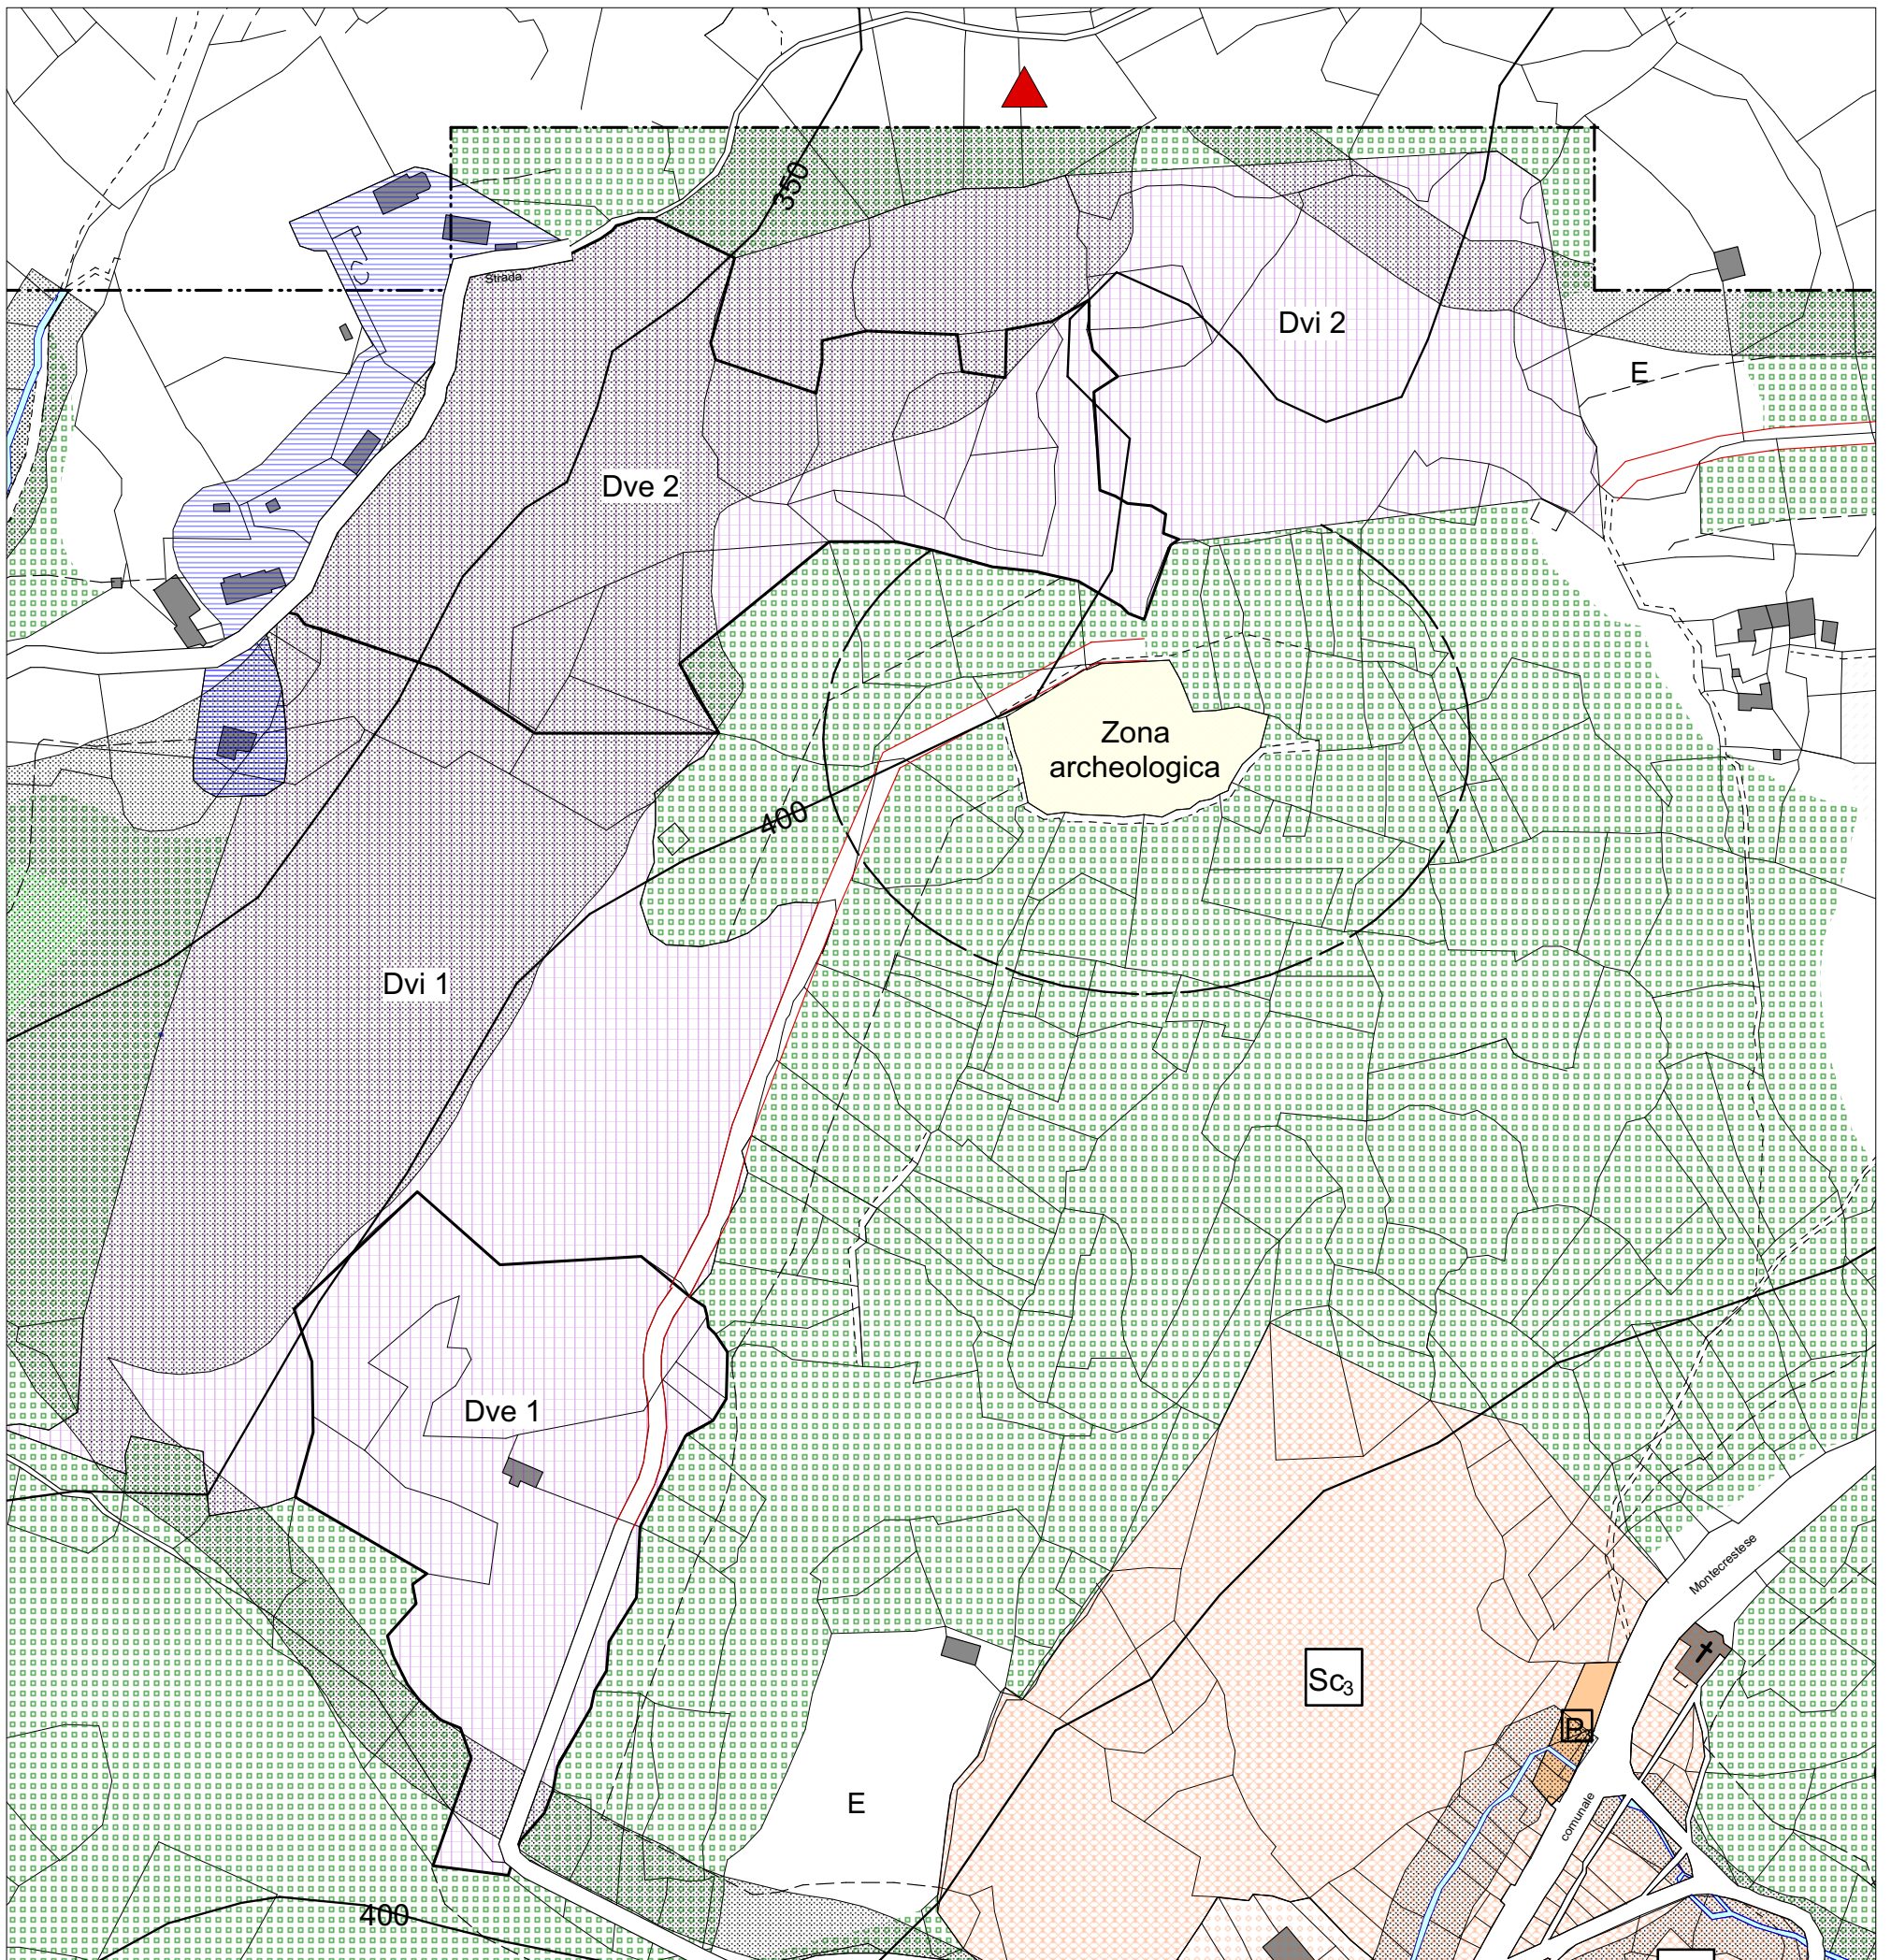 350
Strada
Dvi 2
E
Dve 2
Zona
archeologica
400
Dvi 1
Dve 1
Montecrestese
Sc3
P
E
comunale
400